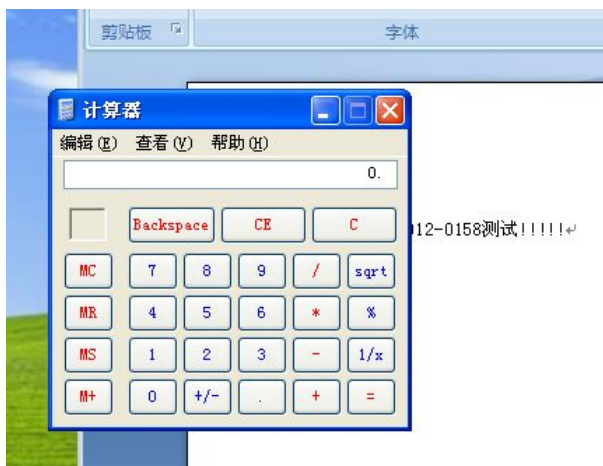 剪贴板 字体
计算器
编辑(E) 查看(V) 帮助(H)
0.
Backspace CE C
12-0158测试!!!!!
MC 7 8 9 / sqrt
MR 4 5 6 * %
MS 1 2 3 - 1/x
M+ 0 +/- . + =